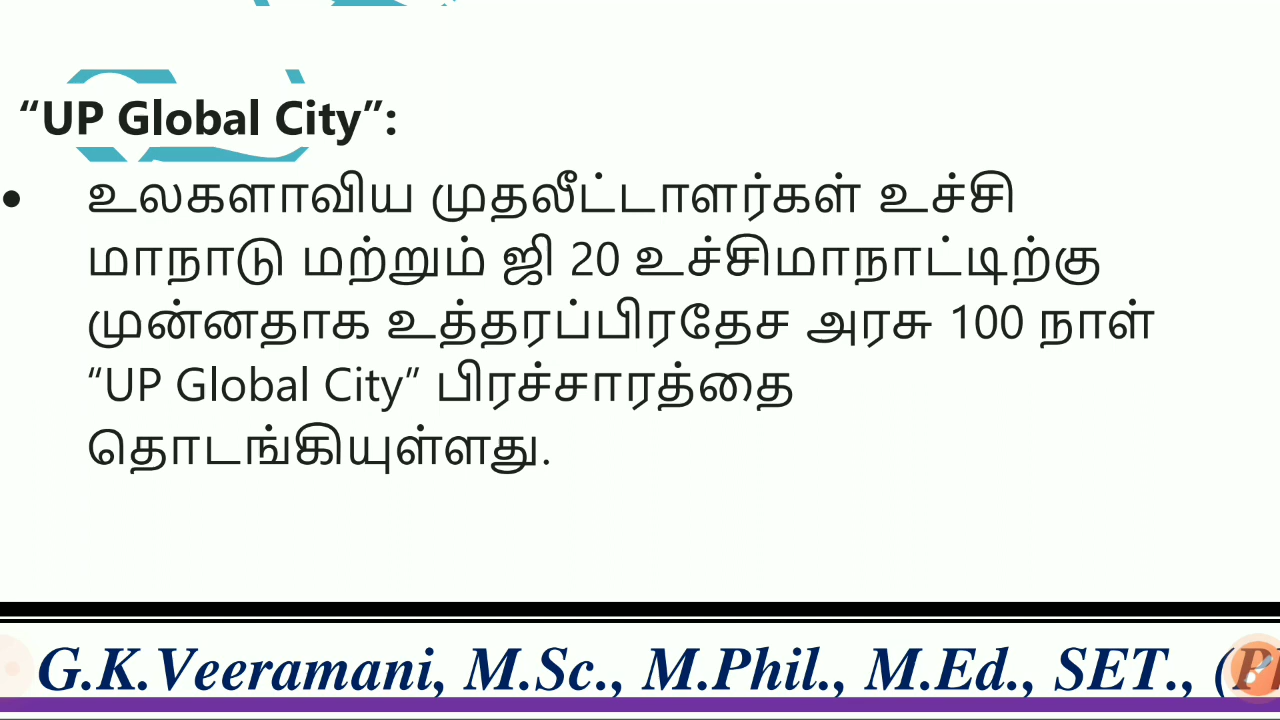 “UP Global City”:
• உலகளாவிய முதலீட்டாளர்கள் உச்சி
மாநாடு மற்றும் ஜி 20 உச்சிமாநாட்டிற்கு
முன்னதாக உத்தரப்பிரதேச அரசு 100 நாள்
“UP Global City” பிரச்சாரத்தை
தொடங்கியுள்ளது.
G.K.Veeramani, M.Sc., M.Phil., M.Ed., SET., (